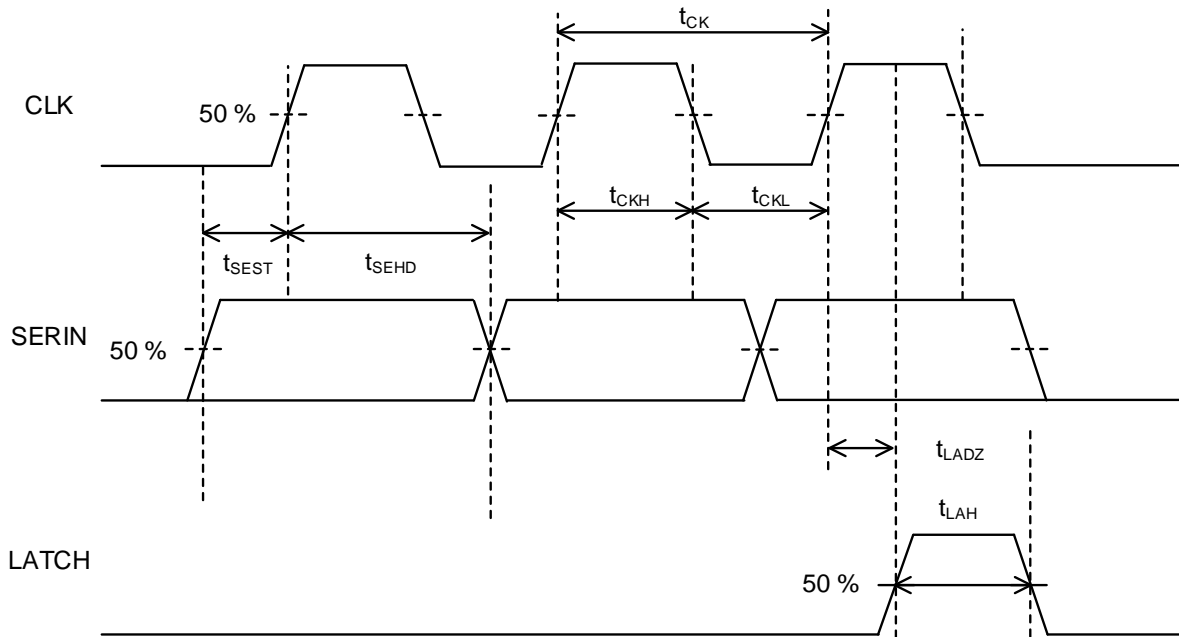 tCK
CLK
50 %
tCKH
tCKL
tSEST
tSEHD
SERIN
50 %
tLADZ
tLAH
LATCH
50 %